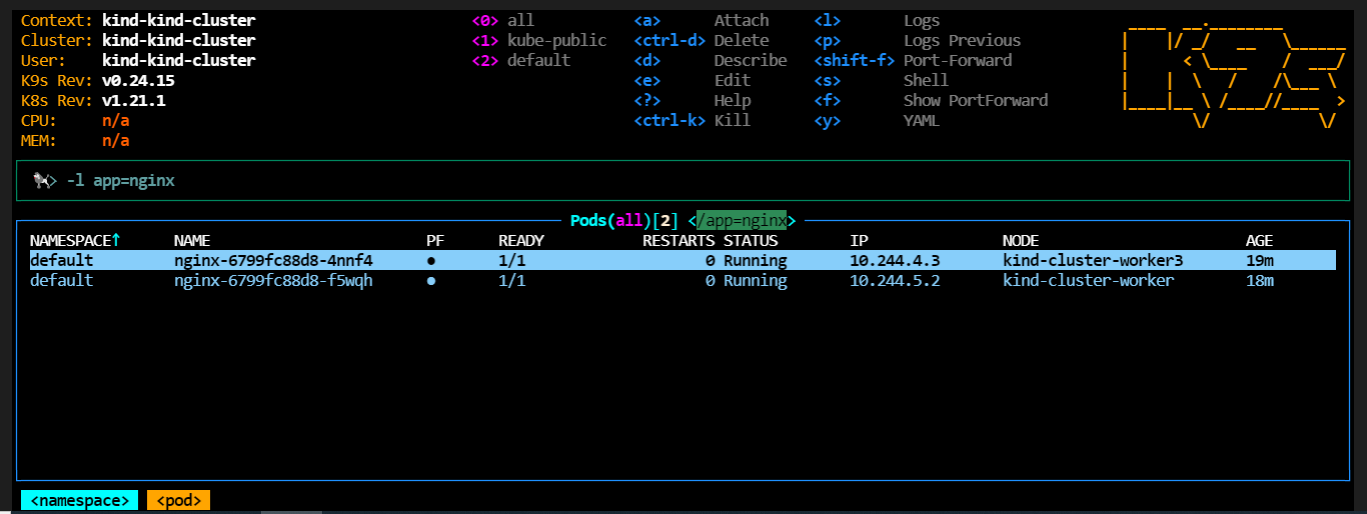 Context: kind-kind-cluster <0> all <a> Attach <l> Logs
Cluster: kind-kind-cluster <1> kube-public <ctrl-d> Delete <p> Logs Previous
User: kind-kind-cluster <2> default <d> Describe <shift-f> Port-Forward
K9s Rev: v0.24.15 <e> Edit <s> Shell
K8s Rev: v1.21.1 <?> Help <f> Show PortForward
CPU: n/a <ctrl-k> Kill <y> YAML
MEM: n/a
K9s
> -l app=nginx
Pods(all)[2] </app=nginx>
NAMESPACE↑ NAME PF READY RESTARTS STATUS IP NODE AGE
default nginx-6799fc88d8-4nnf4 ● 1/1 0 Running 10.244.4.3 kind-cluster-worker3 19m
default nginx-6799fc88d8-f5wqh ● 1/1 0 Running 10.244.5.2 kind-cluster-worker 18m
<namespace> <pod>